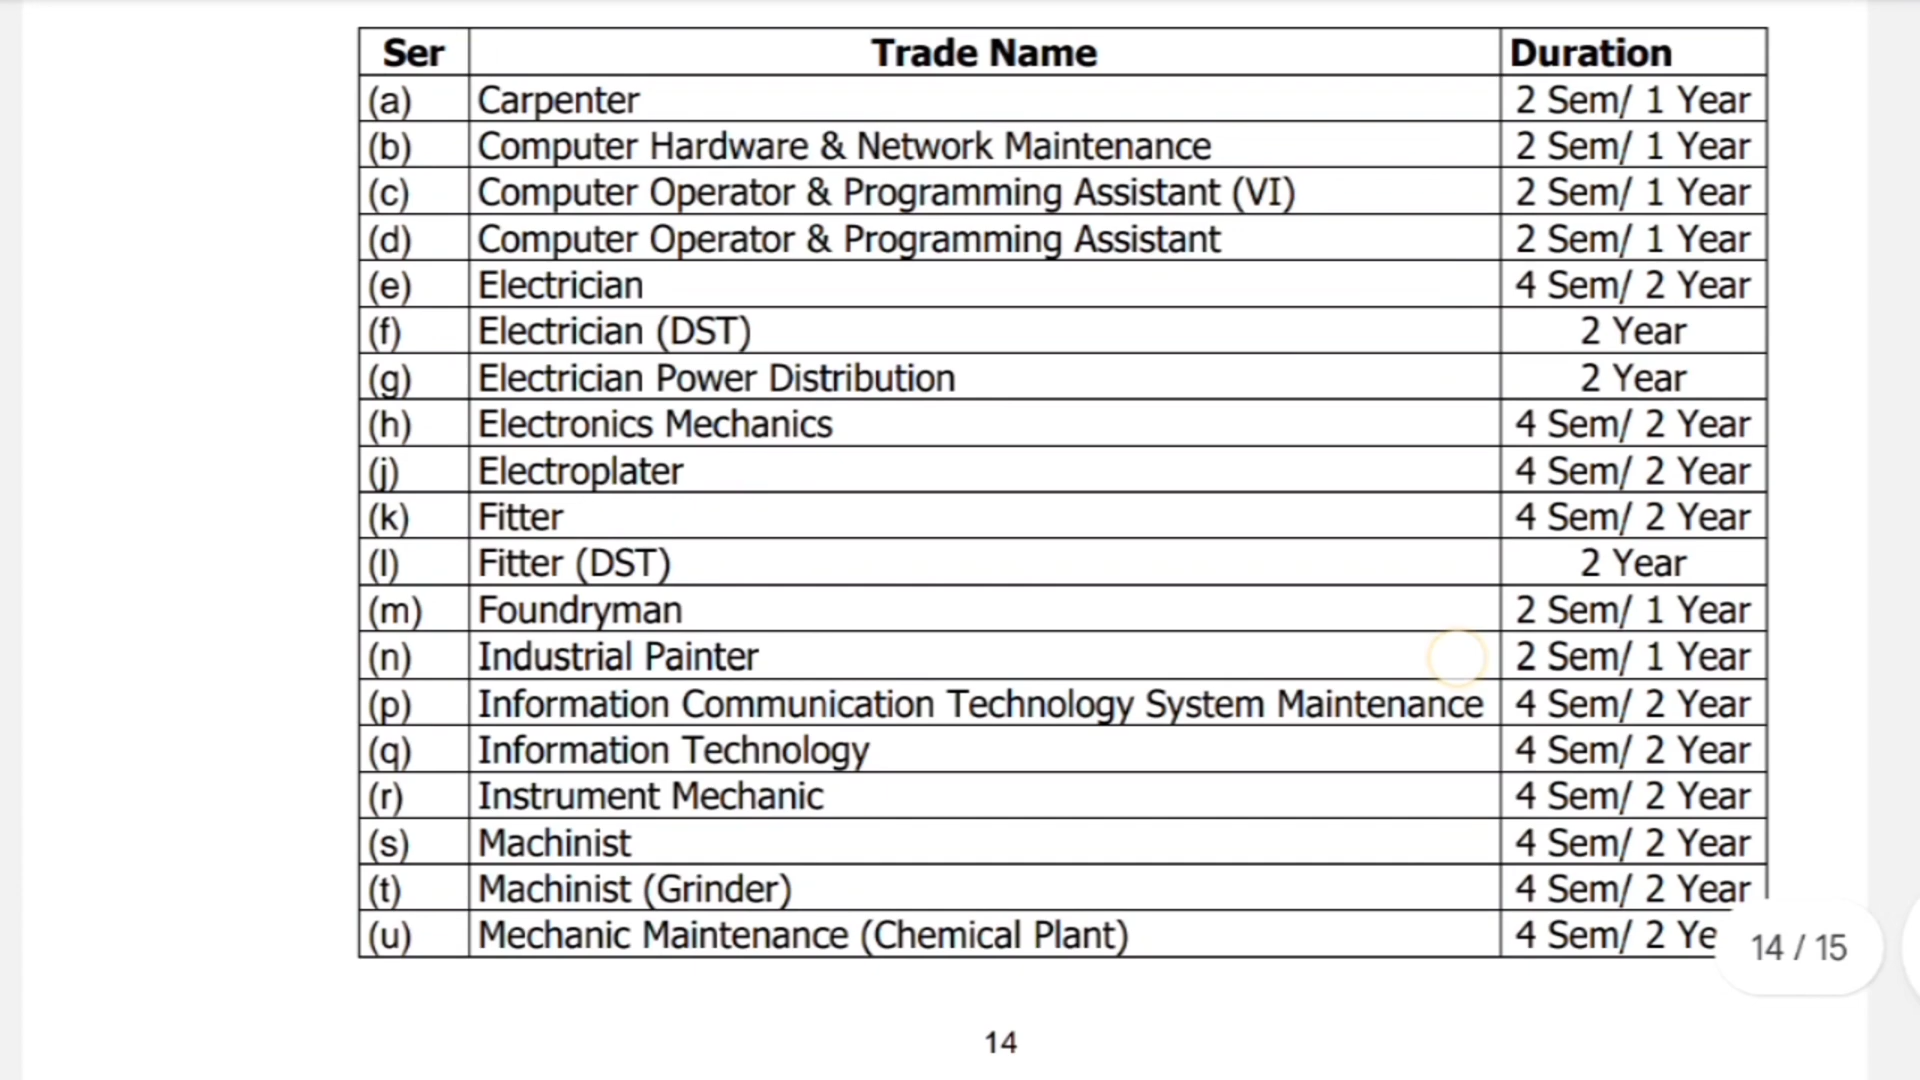 Ser Trade Name Duration
(a) Carpenter 2 Sem/ 1 Year
(b) Computer Hardware & Network Maintenance 2 Sem/ 1 Year
(c) Computer Operator & Programming Assistant (VI) 2 Sem/ 1 Year
(d) Computer Operator & Programming Assistant 2 Sem/ 1 Year
(e) Electrician 4 Sem/ 2 Year
(f) Electrician (DST) 2 Year
(g) Electrician Power Distribution 2 Year
(h) Electronics Mechanics 4 Sem/ 2 Year
(j) Electroplater 4 Sem/ 2 Year
(k) Fitter 4 Sem/ 2 Year
(l) Fitter (DST) 2 Year
(m) Foundryman 2 Sem/ 1 Year
(n) Industrial Painter 2 Sem/ 1 Year
(p) Information Communication Technology System Maintenance 4 Sem/ 2 Year
(q) Information Technology 4 Sem/ 2 Year
(r) Instrument Mechanic 4 Sem/ 2 Year
(s) Machinist 4 Sem/ 2 Year
(t) Machinist (Grinder) 4 Sem/ 2 Year
(u) Mechanic Maintenance (Chemical Plant) 4 Sem/ 2 Ye
14 / 15
14